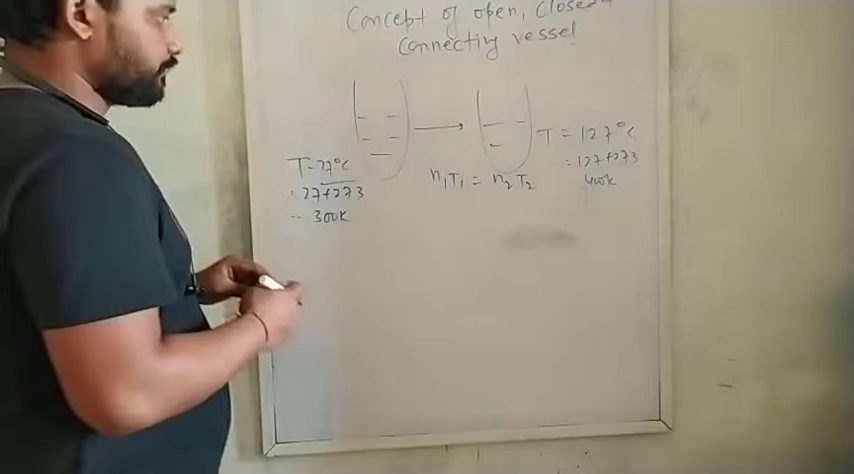 Concept of open, closed
Connecting vessel!
T = 27°C
= 27+273
= 300K
n₁T₁ = n₂T₂
T = 127°C
= 127+273
400K